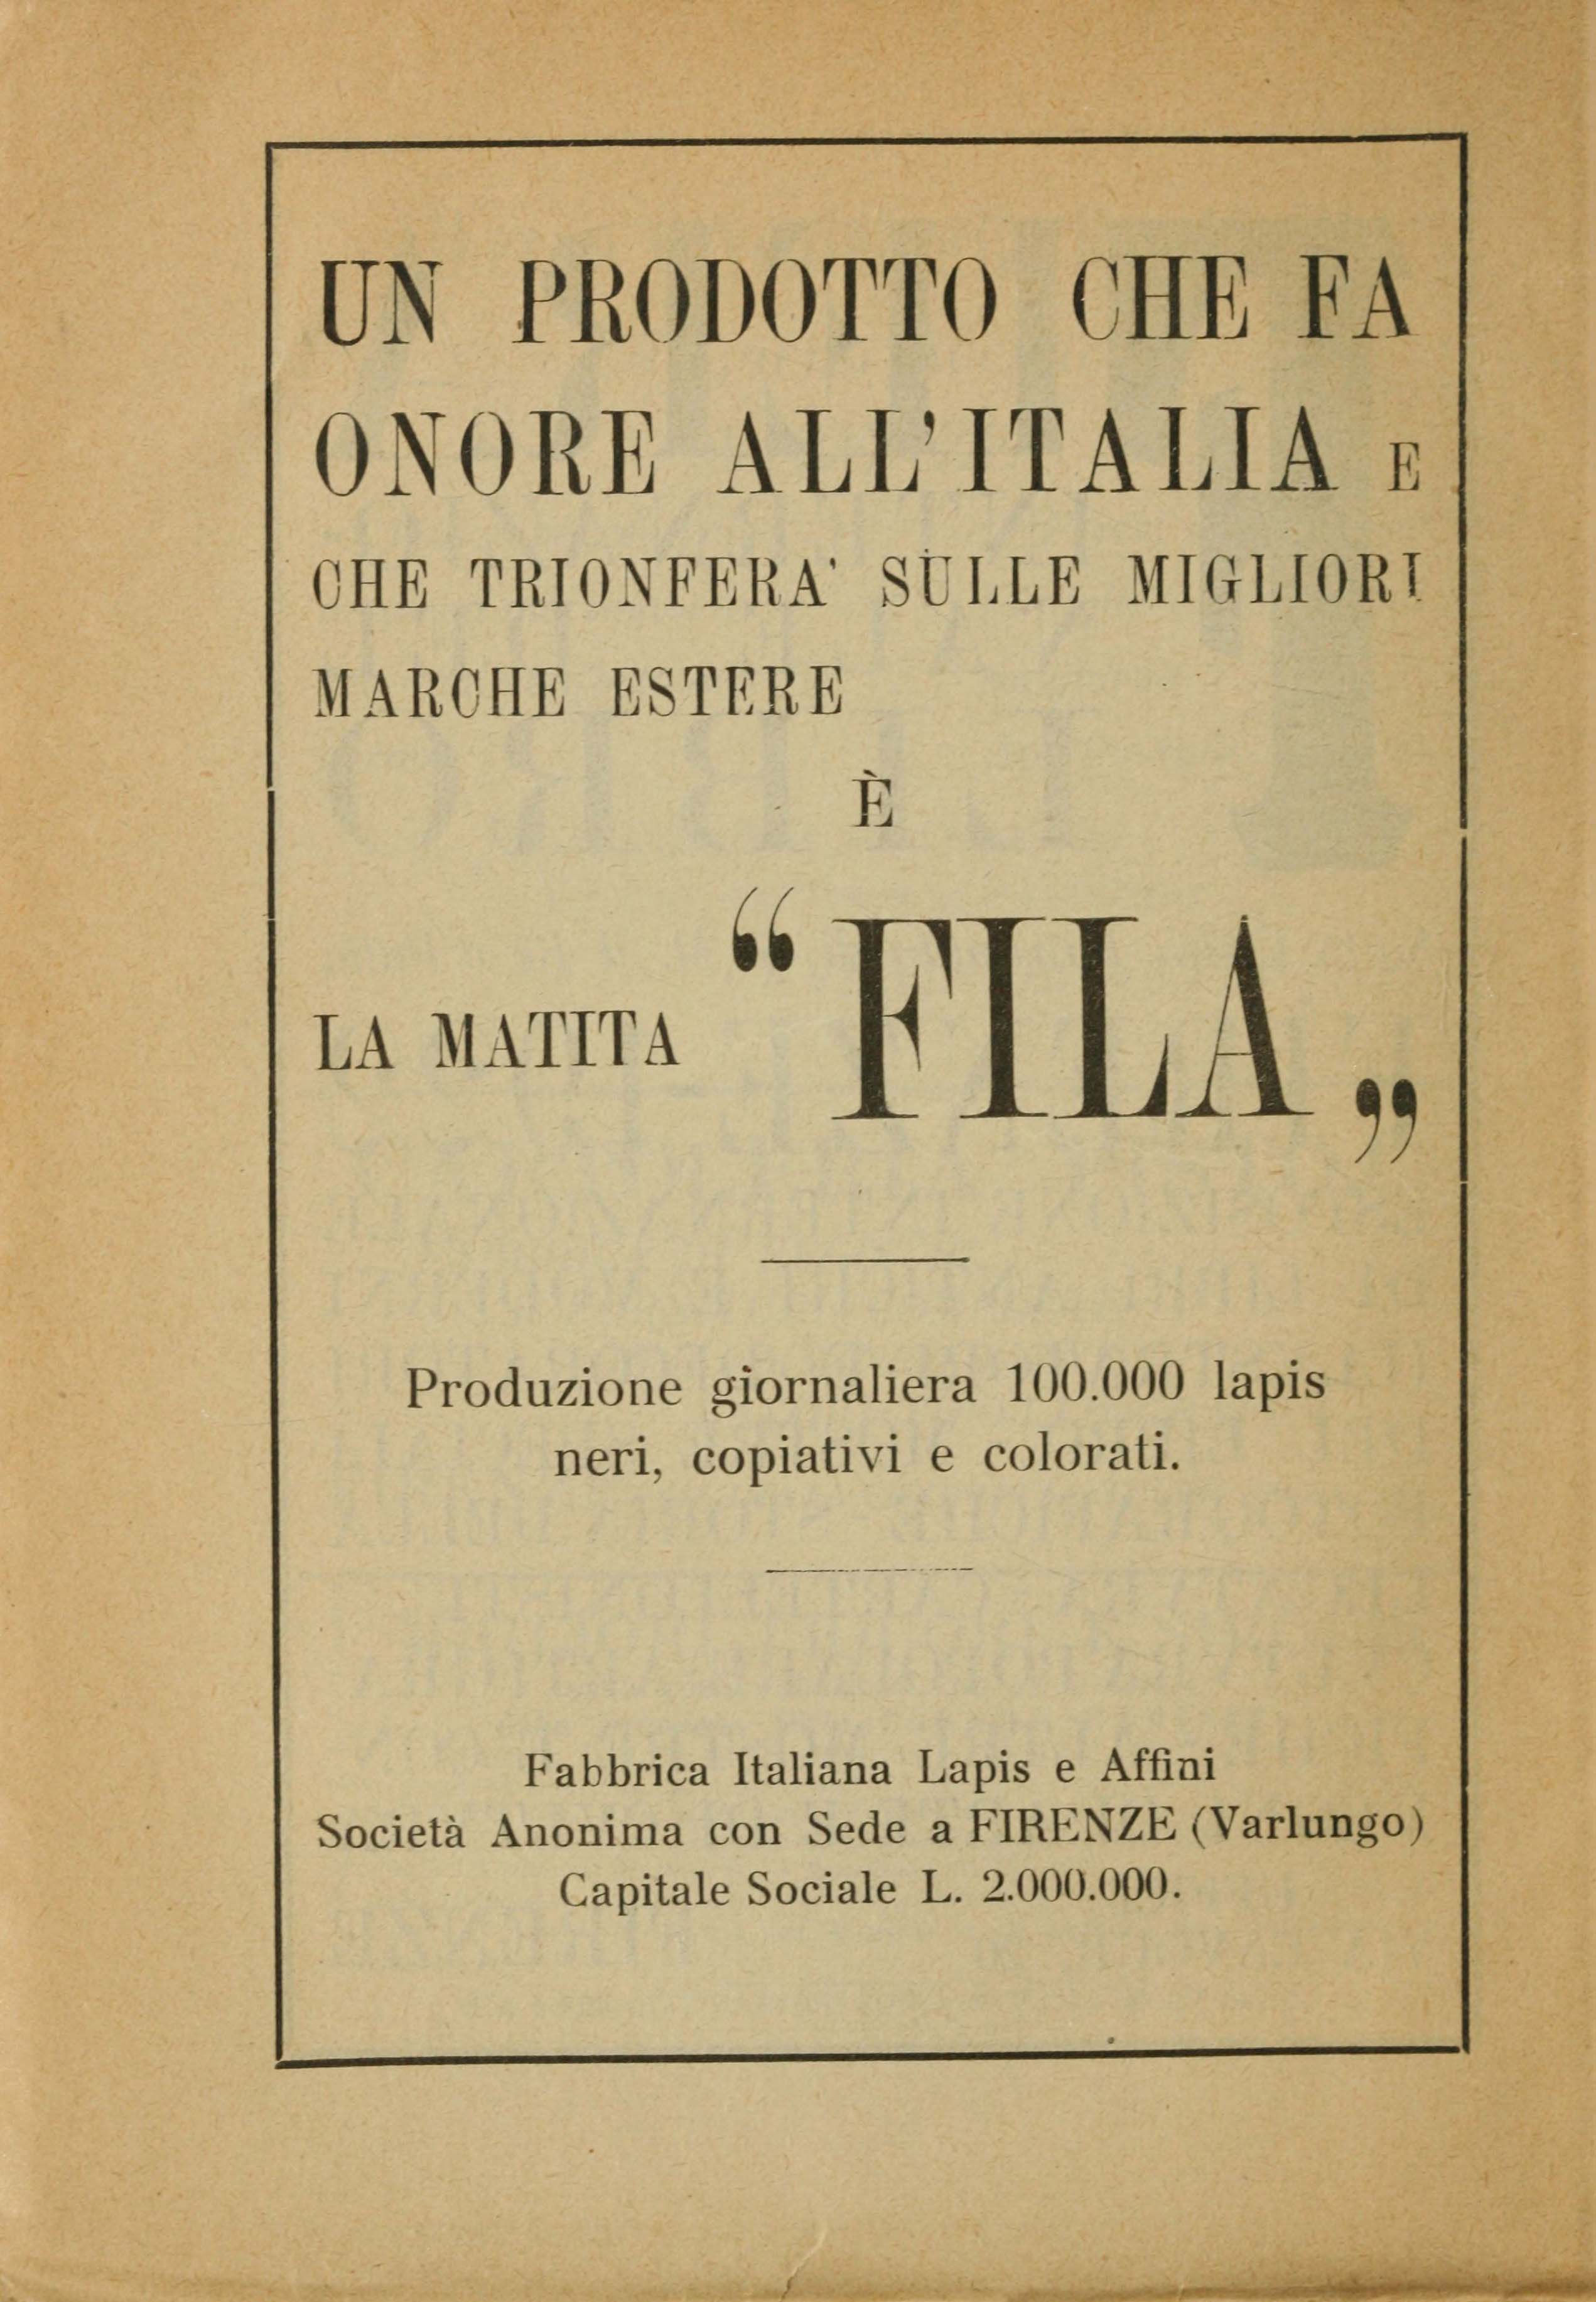 UN PRODOTTO CHE FA
ONORE ALL'ITALIA E
CHE TRIONFERA' SULLE MIGLIORI
MARCHE ESTERE
È
LA MATITA “FILA„
Produzione giornaliera 100.000 lapis
neri, copiativi e colorati.
Fabbrica Italiana Lapis e Affini
Società Anonima con Sede a FIRENZE (Varlungo)
Capitale Sociale L. 2.000.000.